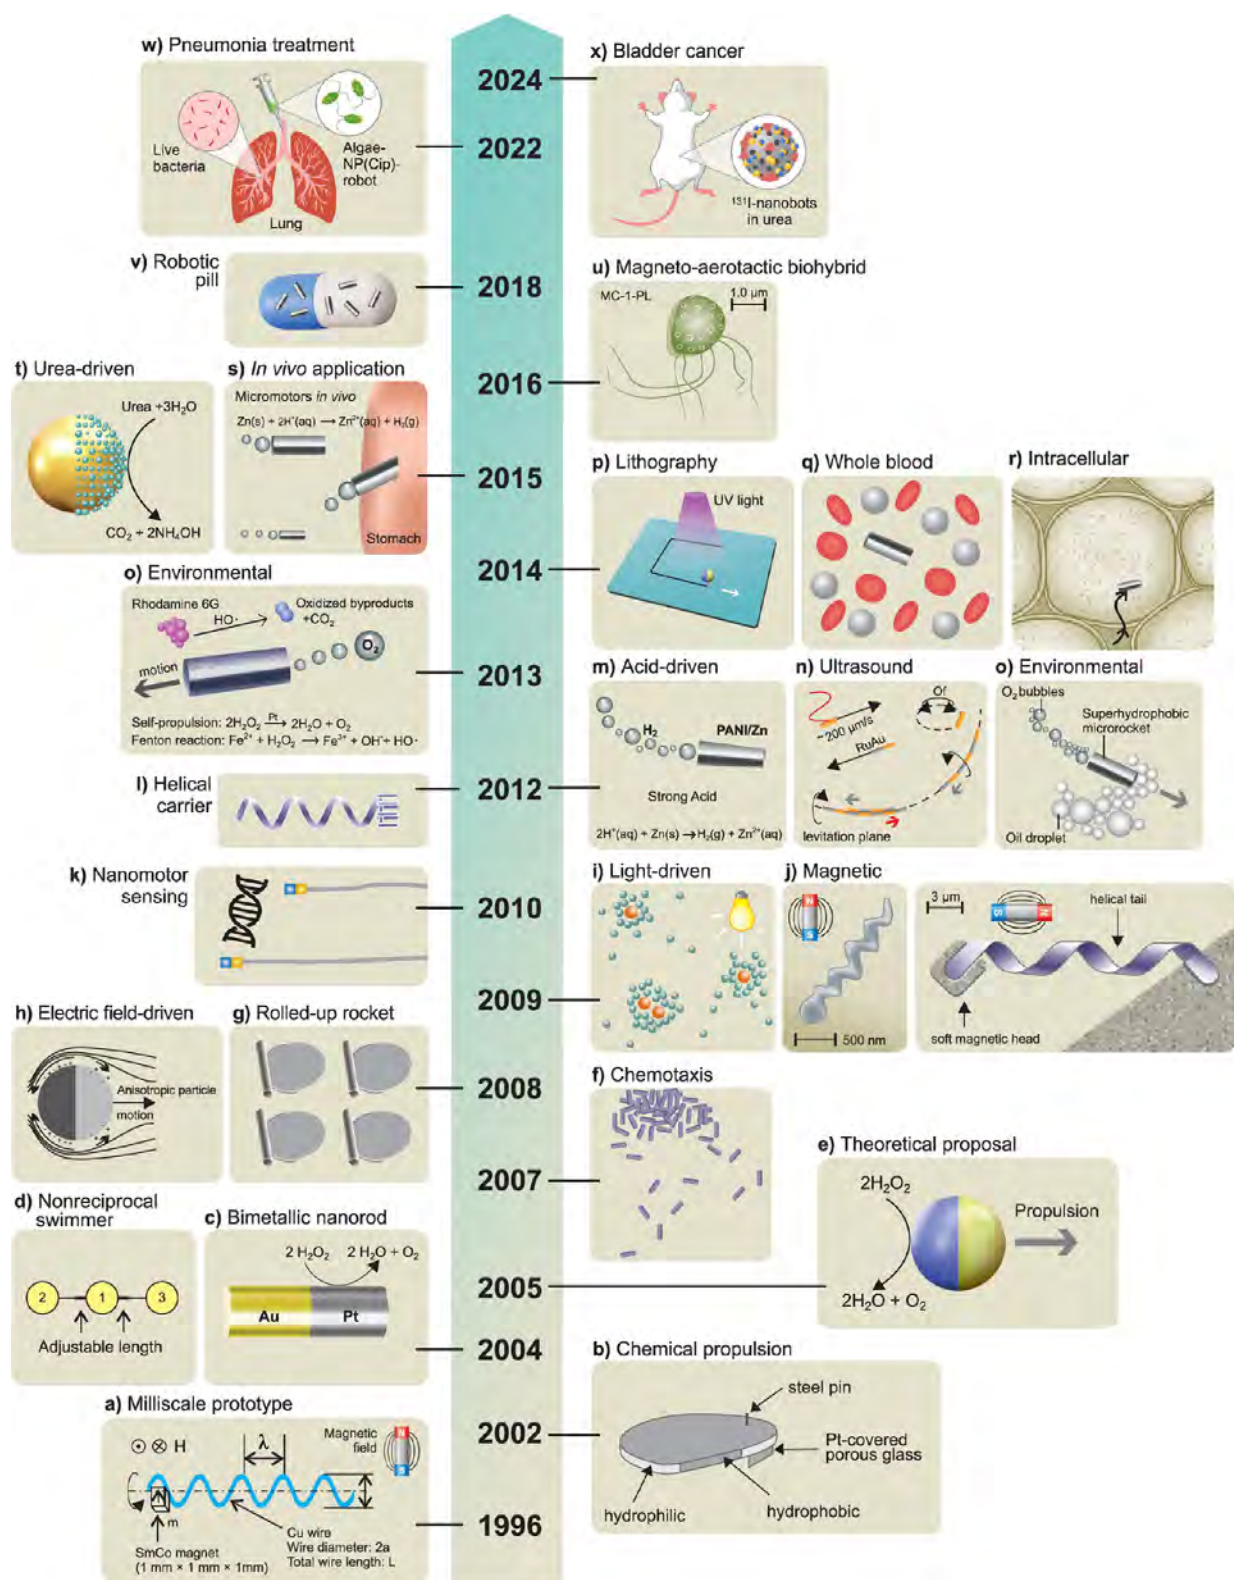 w) Pneumonia treatment
Live
bacteria
Algae-
NP(Cip)-
robot
Lung
2024
2022
x) Bladder cancer
¹³¹I-nanobots
in urea
v) Robotic
pill
2018
u) Magneto-aerotactic biohybrid
MC-1-PL
1.0 µm
2016
t) Urea-driven
Urea +3H₂O
CO₂ + 2NH₄OH
s) In vivo application
Micromotors in vivo
Zn(s) + 2H⁺(aq) → Zn²⁺(aq) + H₂(g)
Stomach
2015
p) Lithography
UV light
q) Whole blood
r) Intracellular
2014
o) Environmental
Rhodamine 6G
HO·
Oxidized byproducts
+CO₂
O₂
motion
Self-propulsion: 2H₂O₂ Pt→ 2H₂O + O₂
Fenton reaction: Fe²⁺ + H₂O₂ → Fe³⁺ + OH⁻ + HO·
2013
m) Acid-driven
H₂
PANI/Zn
Strong Acid
2H⁺(aq) + Zn(s) → H₂(g) + Zn²⁺(aq)
n) Ultrasound
~200 µm/s
Of
RuAu
levitation plane
o) Environmental
O₂ bubbles
Superhydrophobic
microrocket
Oil droplet
l) Helical
carrier
2012
k) Nanomotor
sensing
2010
i) Light-driven
j) Magnetic
N
S
500 nm
3 µm
S
N
helical tail
soft magnetic head
2009
h) Electric field-driven
Anisotropic particle
motion
g) Rolled-up rocket
2008
f) Chemotaxis
2007
e) Theoretical proposal
2H₂O₂
Propulsion
2H₂O + O₂
d) Nonreciprocal
swimmer
2
1
3
Adjustable length
c) Bimetallic nanorod
2 H₂O₂
2 H₂O + O₂
Au
Pt
2005
2004
b) Chemical propulsion
steel pin
Pt-covered
porous glass
hydrophobic
hydrophilic
2002
a) Milliscale prototype
H
λ
Magnetic
field
N
S
m
Cu wire
Wire diameter: 2a
Total wire length: L
SmCo magnet
(1 mm × 1 mm × 1mm)
1996